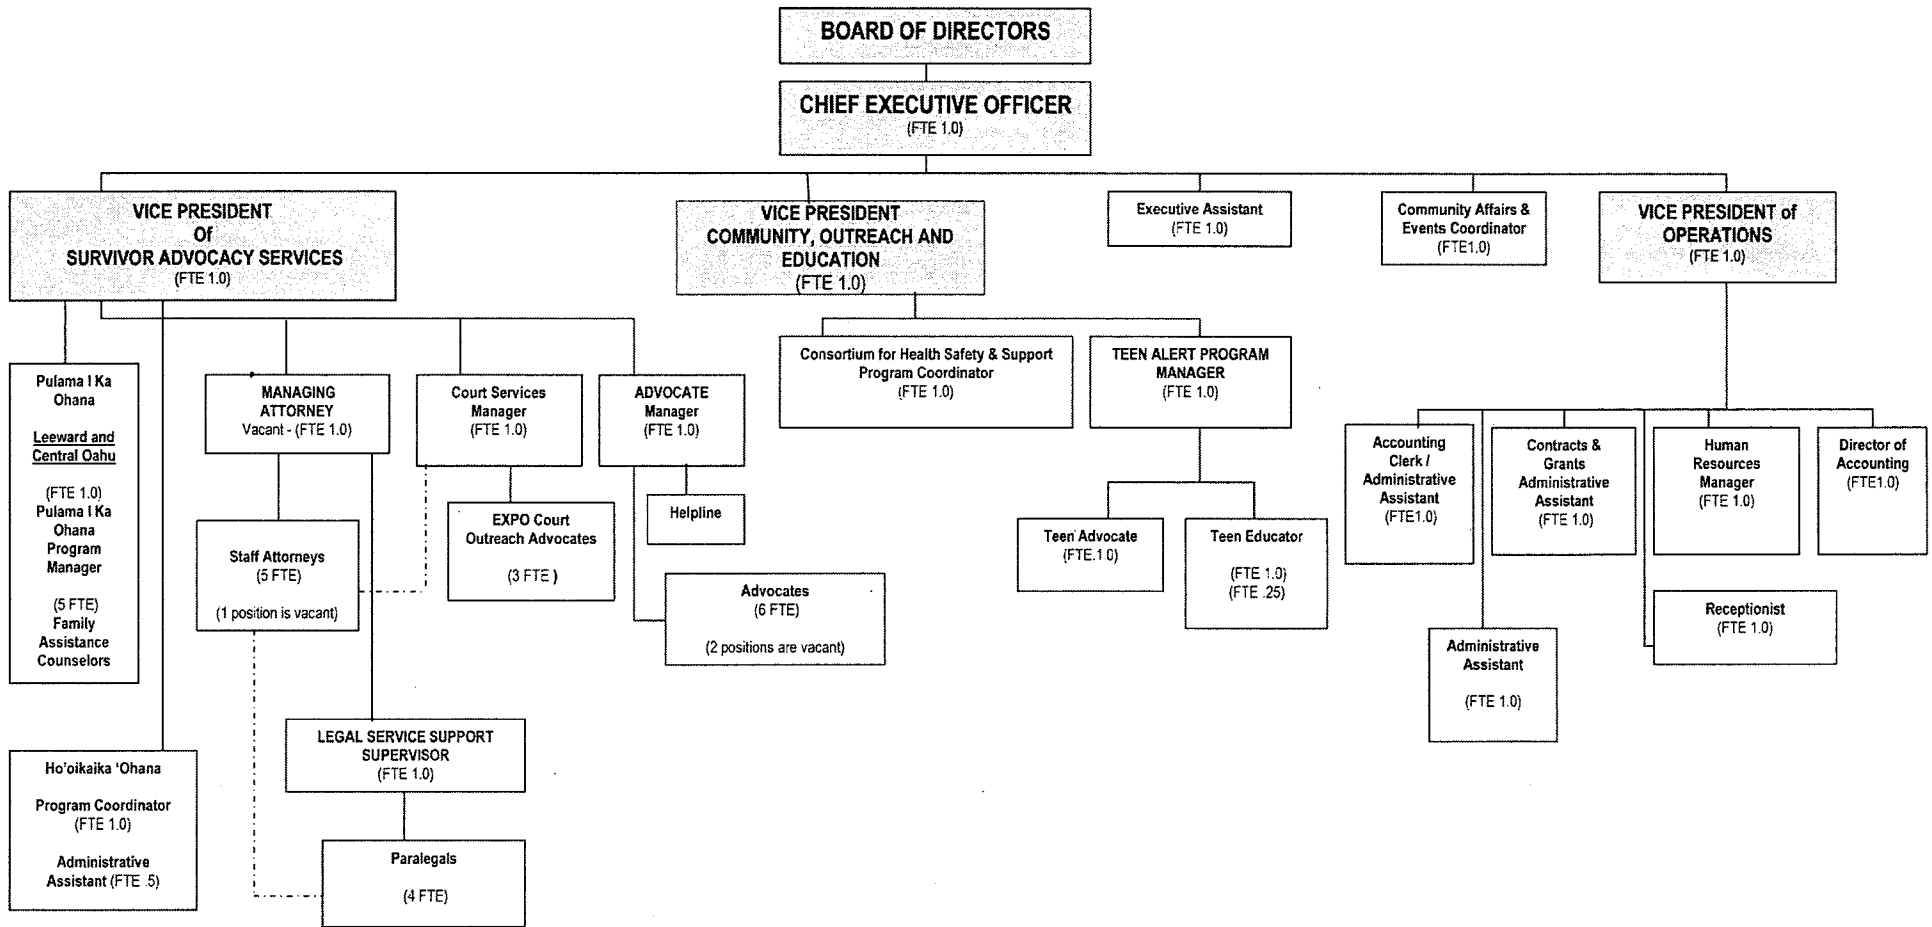 BOARD OF DIRECTORS
CHIEF EXECUTIVE OFFICER
(FTE 1.0)
VICE PRESIDENT
Of
SURVIVOR ADVOCACY SERVICES
(FTE 1.0)
VICE PRESIDENT
COMMUNITY, OUTREACH AND
EDUCATION
(FTE 1.0)
Executive Assistant
(FTE 1.0)
Community Affairs &
Events Coordinator
(FTE1.0)
VICE PRESIDENT of
OPERATIONS
(FTE 1.0)
Pulama I Ka
Ohana
Leeward and
Central Oahu
(FTE 1.0)
Pulama I Ka
Ohana
Program
Manager
(5 FTE)
Family
Assistance
Counselors
MANAGING
ATTORNEY
Vacant - (FTE 1.0)
Court Services
Manager
(FTE 1.0)
ADVOCATE
Manager
(FTE 1.0)
Consortium for Health Safety & Support
Program Coordinator
(FTE 1.0)
TEEN ALERT PROGRAM
MANAGER
(FTE 1.0)
Accounting
Clerk /
Administrative
Assistant
(FTE1.0)
Contracts &
Grants
Administrative
Assistant
(FTE 1.0)
Human
Resources
Manager
(FTE 1.0)
Director of
Accounting
(FTE1.0)
Staff Attorneys
(5 FTE)
(1 position is vacant)
EXPO Court
Outreach Advocates
(3 FTE )
Helpline
Advocates
(6 FTE)
(2 positions are vacant)
Teen Advocate
(FTE.1 0)
Teen Educator
(FTE 1.0)
(FTE .25)
Administrative
Assistant
(FTE 1.0)
Receptionist
(FTE 1.0)
LEGAL SERVICE SUPPORT
SUPERVISOR
(FTE 1.0)
Ho'oikaika 'Ohana
Program Coordinator
(FTE 1.0)
Administrative
Assistant (FTE .5)
Paralegals
(4 FTE)